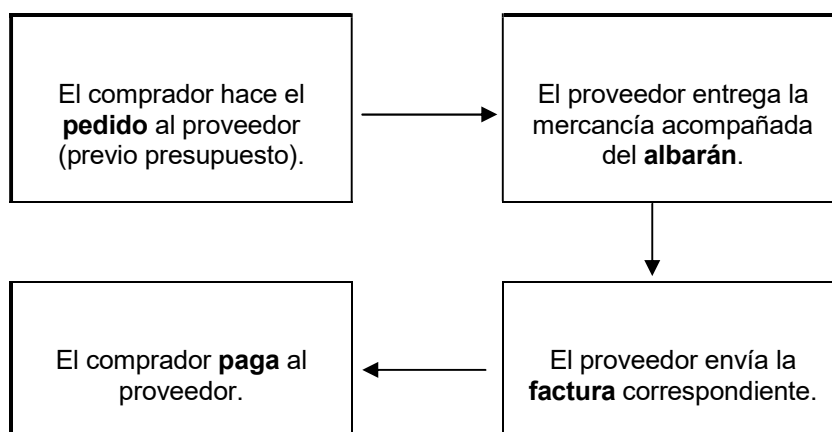 El comprador hace el
pedido al proveedor
(previo presupuesto).
El proveedor entrega la
mercancía acompañada
del albarán.
El comprador paga al
proveedor.
El proveedor envía la
factura correspondiente.